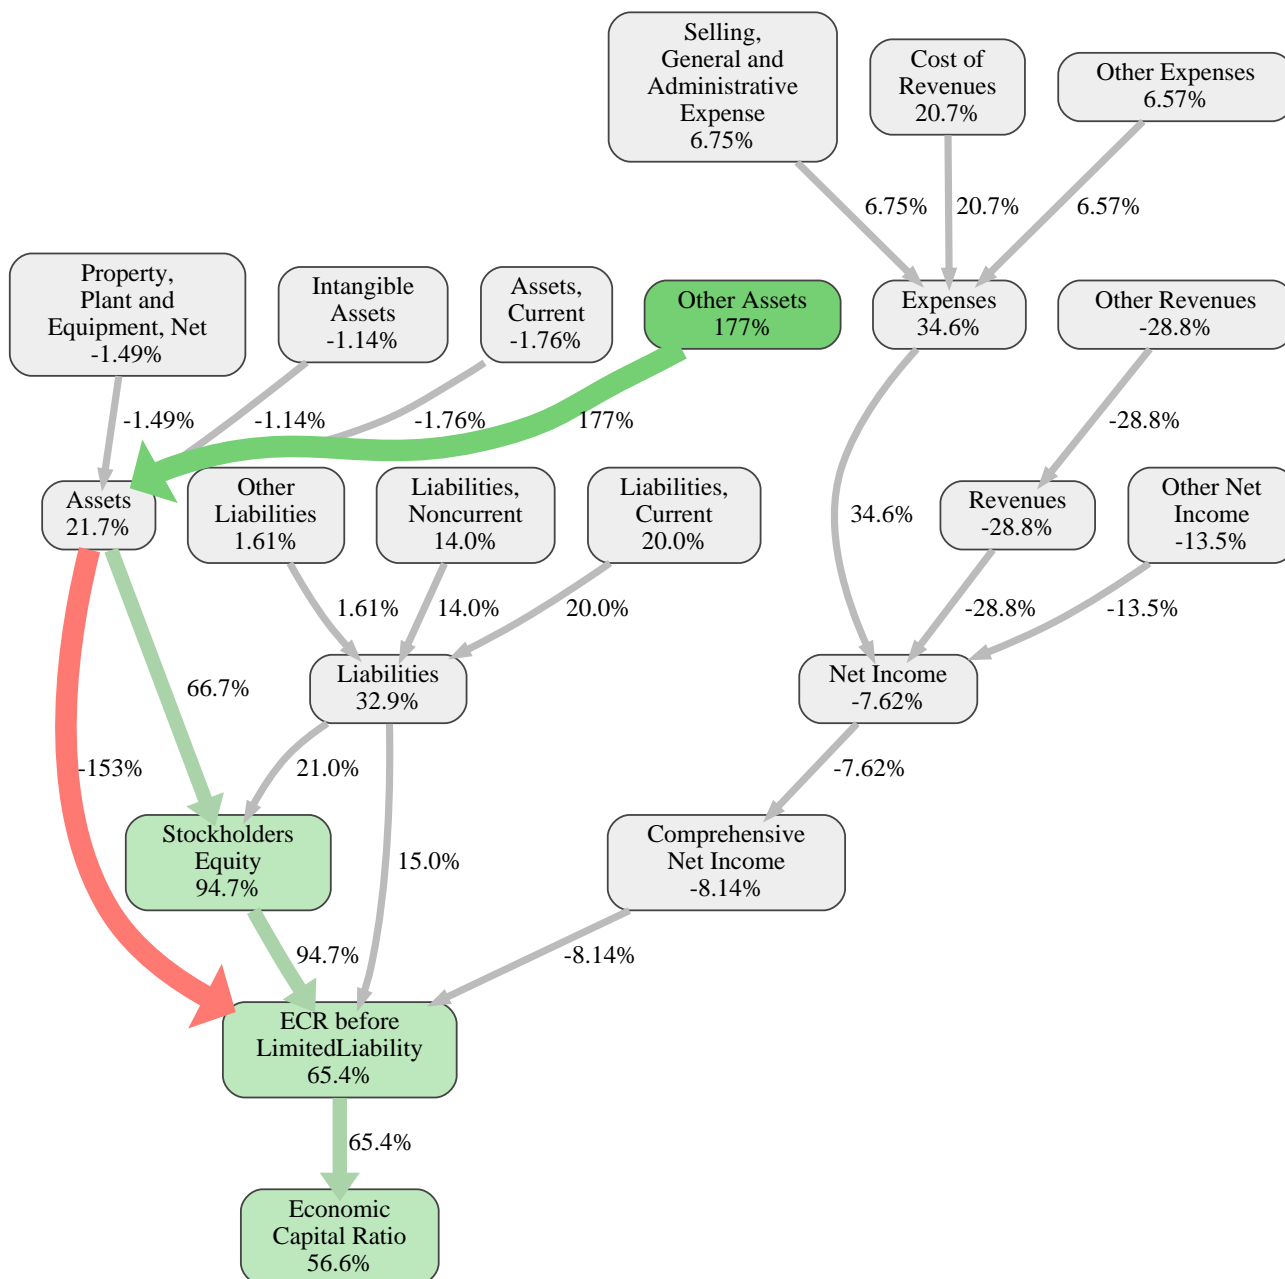 Selling,
General and
Administrative
Expense
6.75%
Cost of
Revenues
20.7%
Other Expenses
6.57%
6.75%
20.7%
6.57%
Property,
Plant and
Equipment, Net
-1.49%
Intangible
Assets
-1.14%
Assets,
Current
-1.76%
Other Assets
177%
Expenses
34.6%
Other Revenues
-28.8%
-1.49%
-1.14%
-1.76%
177%
-28.8%
Assets
21.7%
Other
Liabilities
1.61%
Liabilities,
Noncurrent
14.0%
Liabilities,
Current
20.0%
34.6%
Revenues
-28.8%
Other Net
Income
-13.5%
1.61%
14.0%
20.0%
-28.8%
-13.5%
66.7%
Liabilities
32.9%
Net Income
-7.62%
-153%
21.0%
-7.62%
Stockholders
Equity
94.7%
15.0%
Comprehensive
Net Income
-8.14%
94.7%
-8.14%
ECR before
LimitedLiability
65.4%
65.4%
Economic
Capital Ratio
56.6%